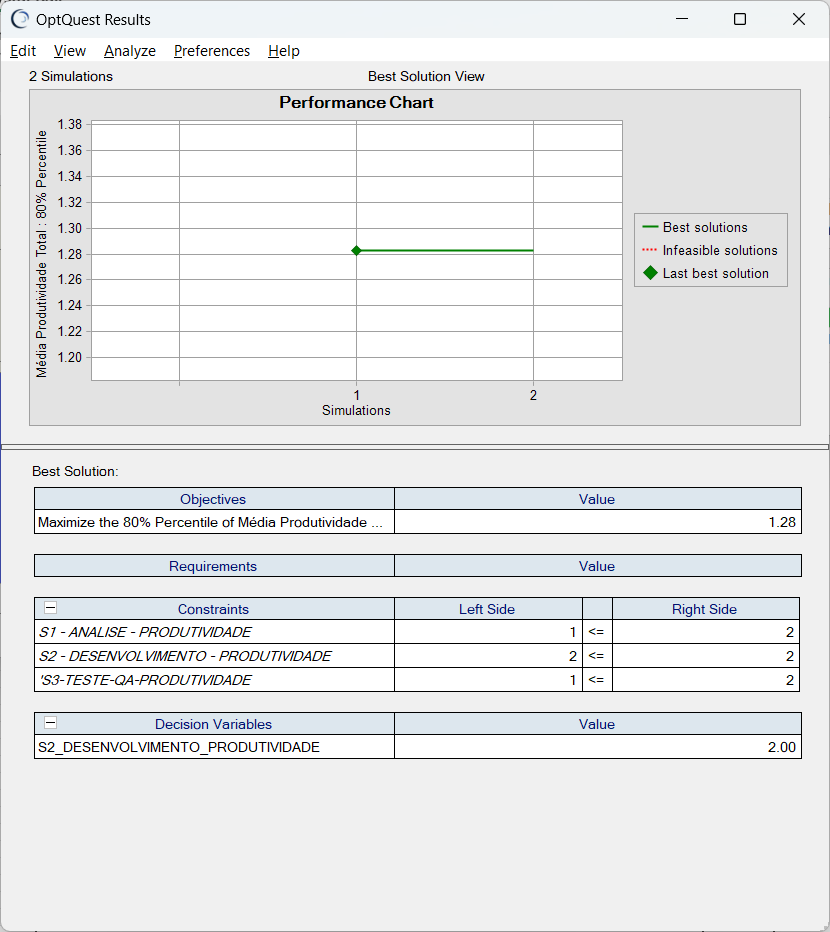 OptQuest Results
Edit View Analyze Preferences Help
2 Simulations Best Solution View
Performance Chart
Média Produtividade Total : 80% Percentile
1.38
1.36
1.34
1.32
1.30
1.28
1.26
1.24
1.22
1.20
1 2
Simulations
Best solutions
Infeasible solutions
Last best solution
Best Solution:
Objectives Value
Maximize the 80% Percentile of Média Produtividade ... 1.28
Requirements Value
Constraints Left Side Right Side
S1 - ANALISE - PRODUTIVIDADE 1 <= 2
S2 - DESENVOLVIMENTO - PRODUTIVIDADE 2 <= 2
'S3-TESTE-QA-PRODUTIVIDADE 1 <= 2
Decision Variables Value
S2_DESENVOLVIMENTO_PRODUTIVIDADE 2.00